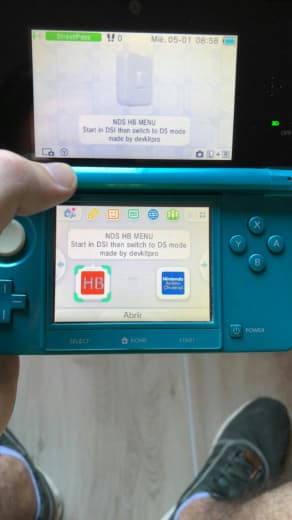 StreetPass
0
Mié. 05-01 08:58
NDS HB MENU
Start in DSI then switch to DS mode
made by devkitpro
L + R
NDS HB MENU
Start in DSI then switch to DS mode
made by devkitpro
HB
Nintendo
Abrir
SELECT
HOME
START
POWER
X
Y
A
B